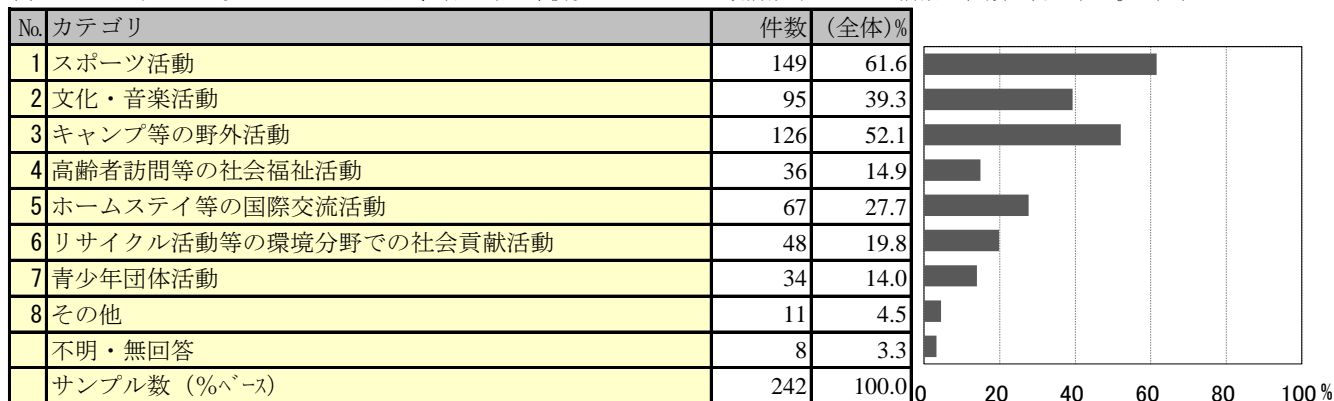 № カテゴリ 件数 (全体)%
1 スポーツ活動 149 61.6
2 文化・音楽活動 95 39.3
3 キャンプ等の野外活動 126 52.1
4 高齢者訪問等の社会福祉活動 36 14.9
5 ホームステイ等の国際交流活動 67 27.7
6 リサイクル活動等の環境分野での社会貢献活動 48 19.8
7 青少年団体活動 34 14.0
8 その他 11 4.5
不明・無回答 8 3.3
サンプル数 (%ﾍﾞｰｽ) 242 100.0
0 20 40 60 80 100 %